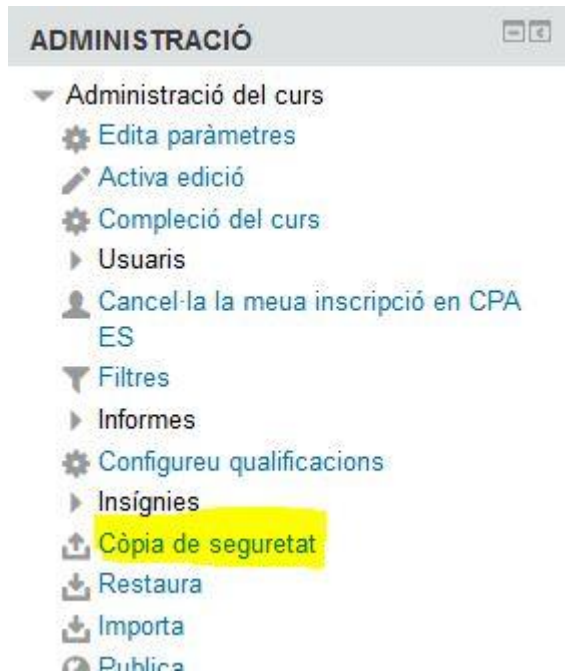 ADMINISTRACIÓ
Administració del curs
Edita paràmetres
Activa edició
Compleció del curs
Usuaris
Cancel·la la meua inscripció en CPA
ES
Filtres
Informes
Configureu qualificacions
Insígnies
Còpia de seguretat
Restaura
Importa
Publica